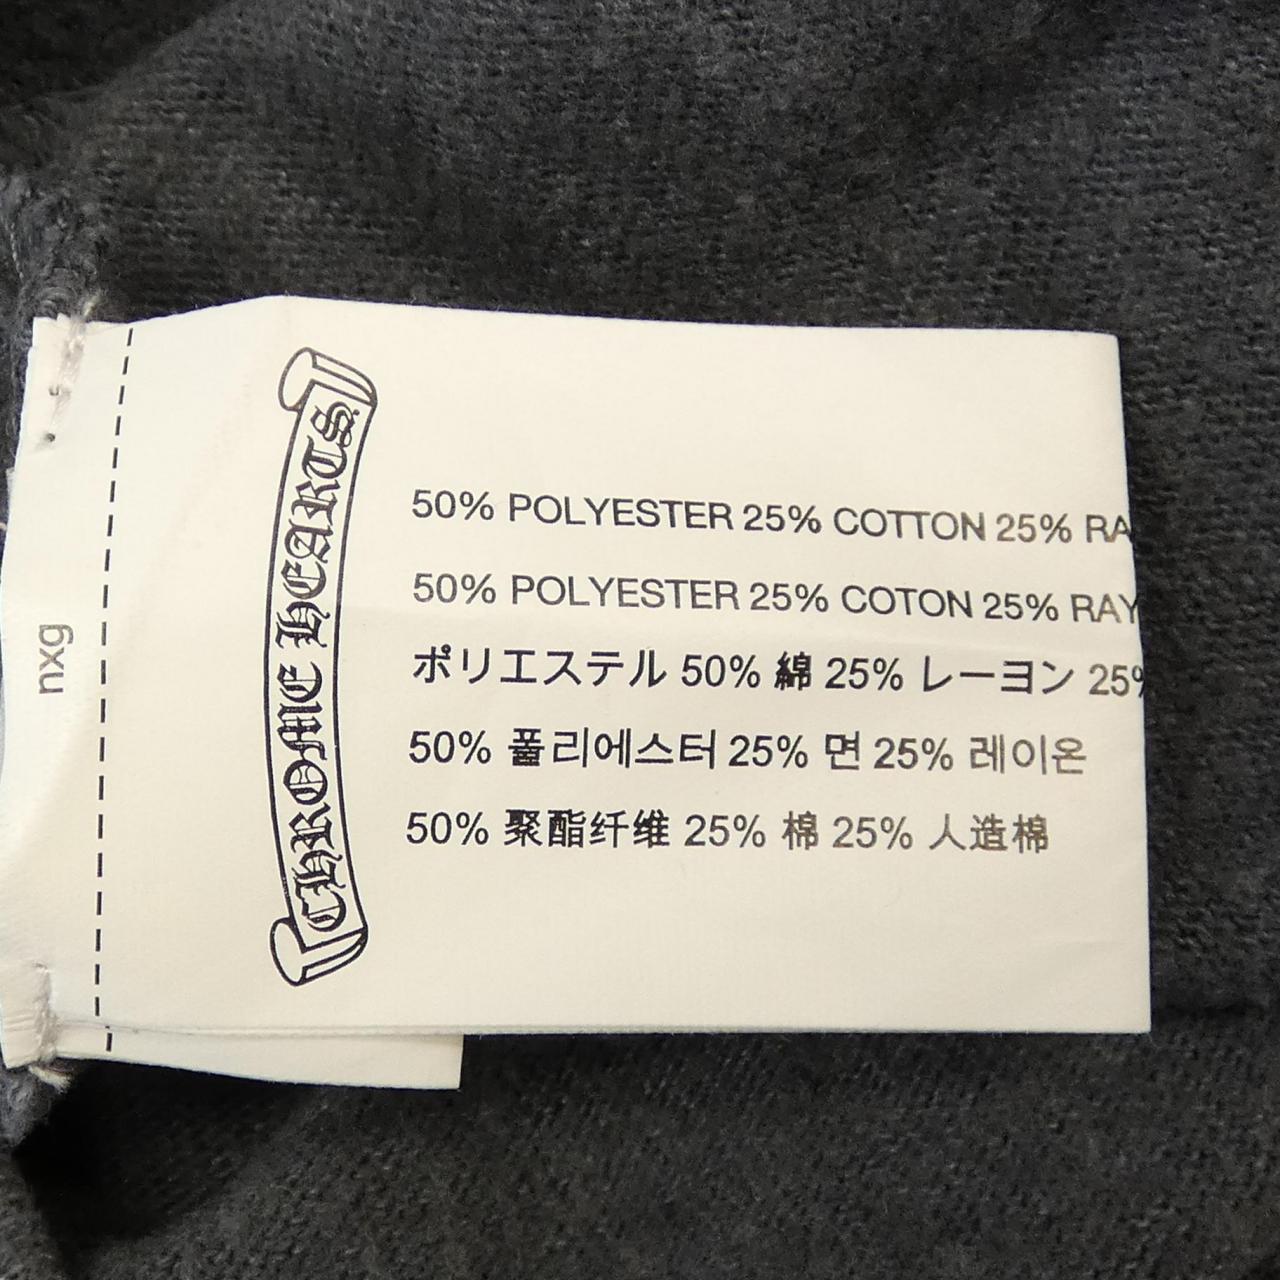 CHROME HEARTS
50% POLYESTER 25% COTTON 25% RA
50% POLYESTER 25% COTON 25% RAY
ポリエステル 50% 綿 25% レーヨン 25%
50% 폴리에스터 25% 면 25% 레이온
50% 聚酯纤维 25% 棉 25% 人造棉
nxg